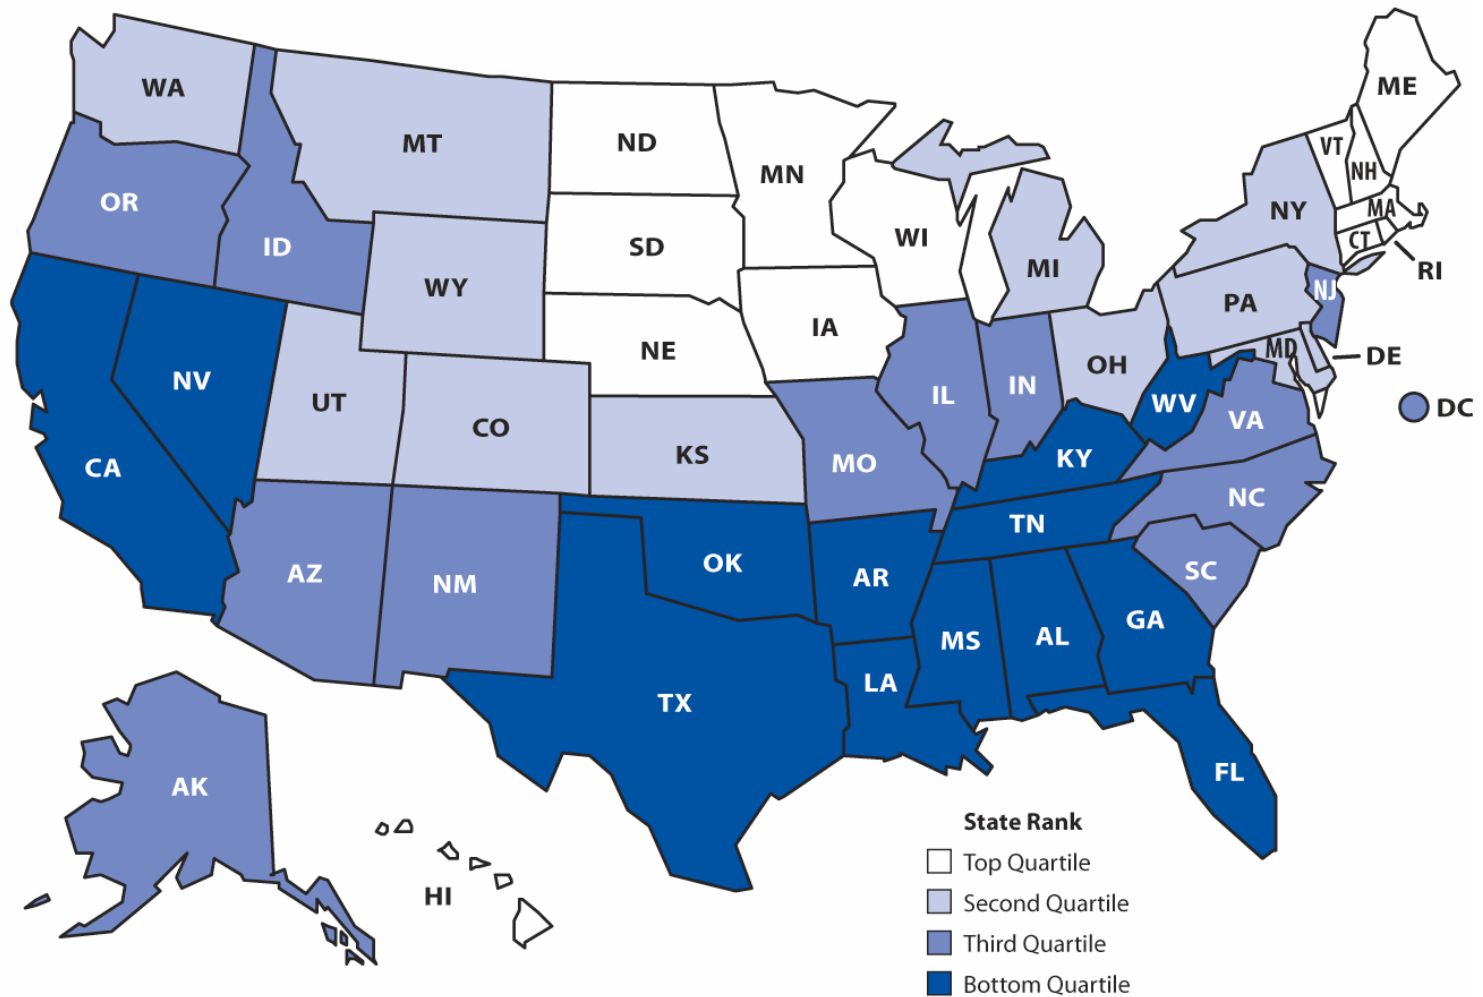 WA
MT
ND
MN
ME
VT
NH
OR
ID
SD
WI
NY
MA
CT
RI
WY
MI
NE
IA
PA
NJ
NV
UT
CO
IL
IN
OH
MD
DE
DC
CA
KS
MO
WV
VA
KY
NC
TN
AZ
NM
OK
AR
SC
MS
AL
GA
TX
LA
FL
AK
HI
State Rank
Top Quartile
Second Quartile
Third Quartile
Bottom Quartile